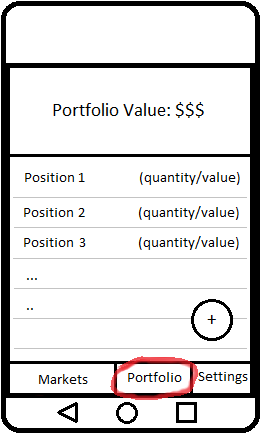 Portfolio Value: $$$
Position 1 (quantity/value)
Position 2 (quantity/value)
Position 3 (quantity/value)
...
..
+
Markets Portfolio Settings